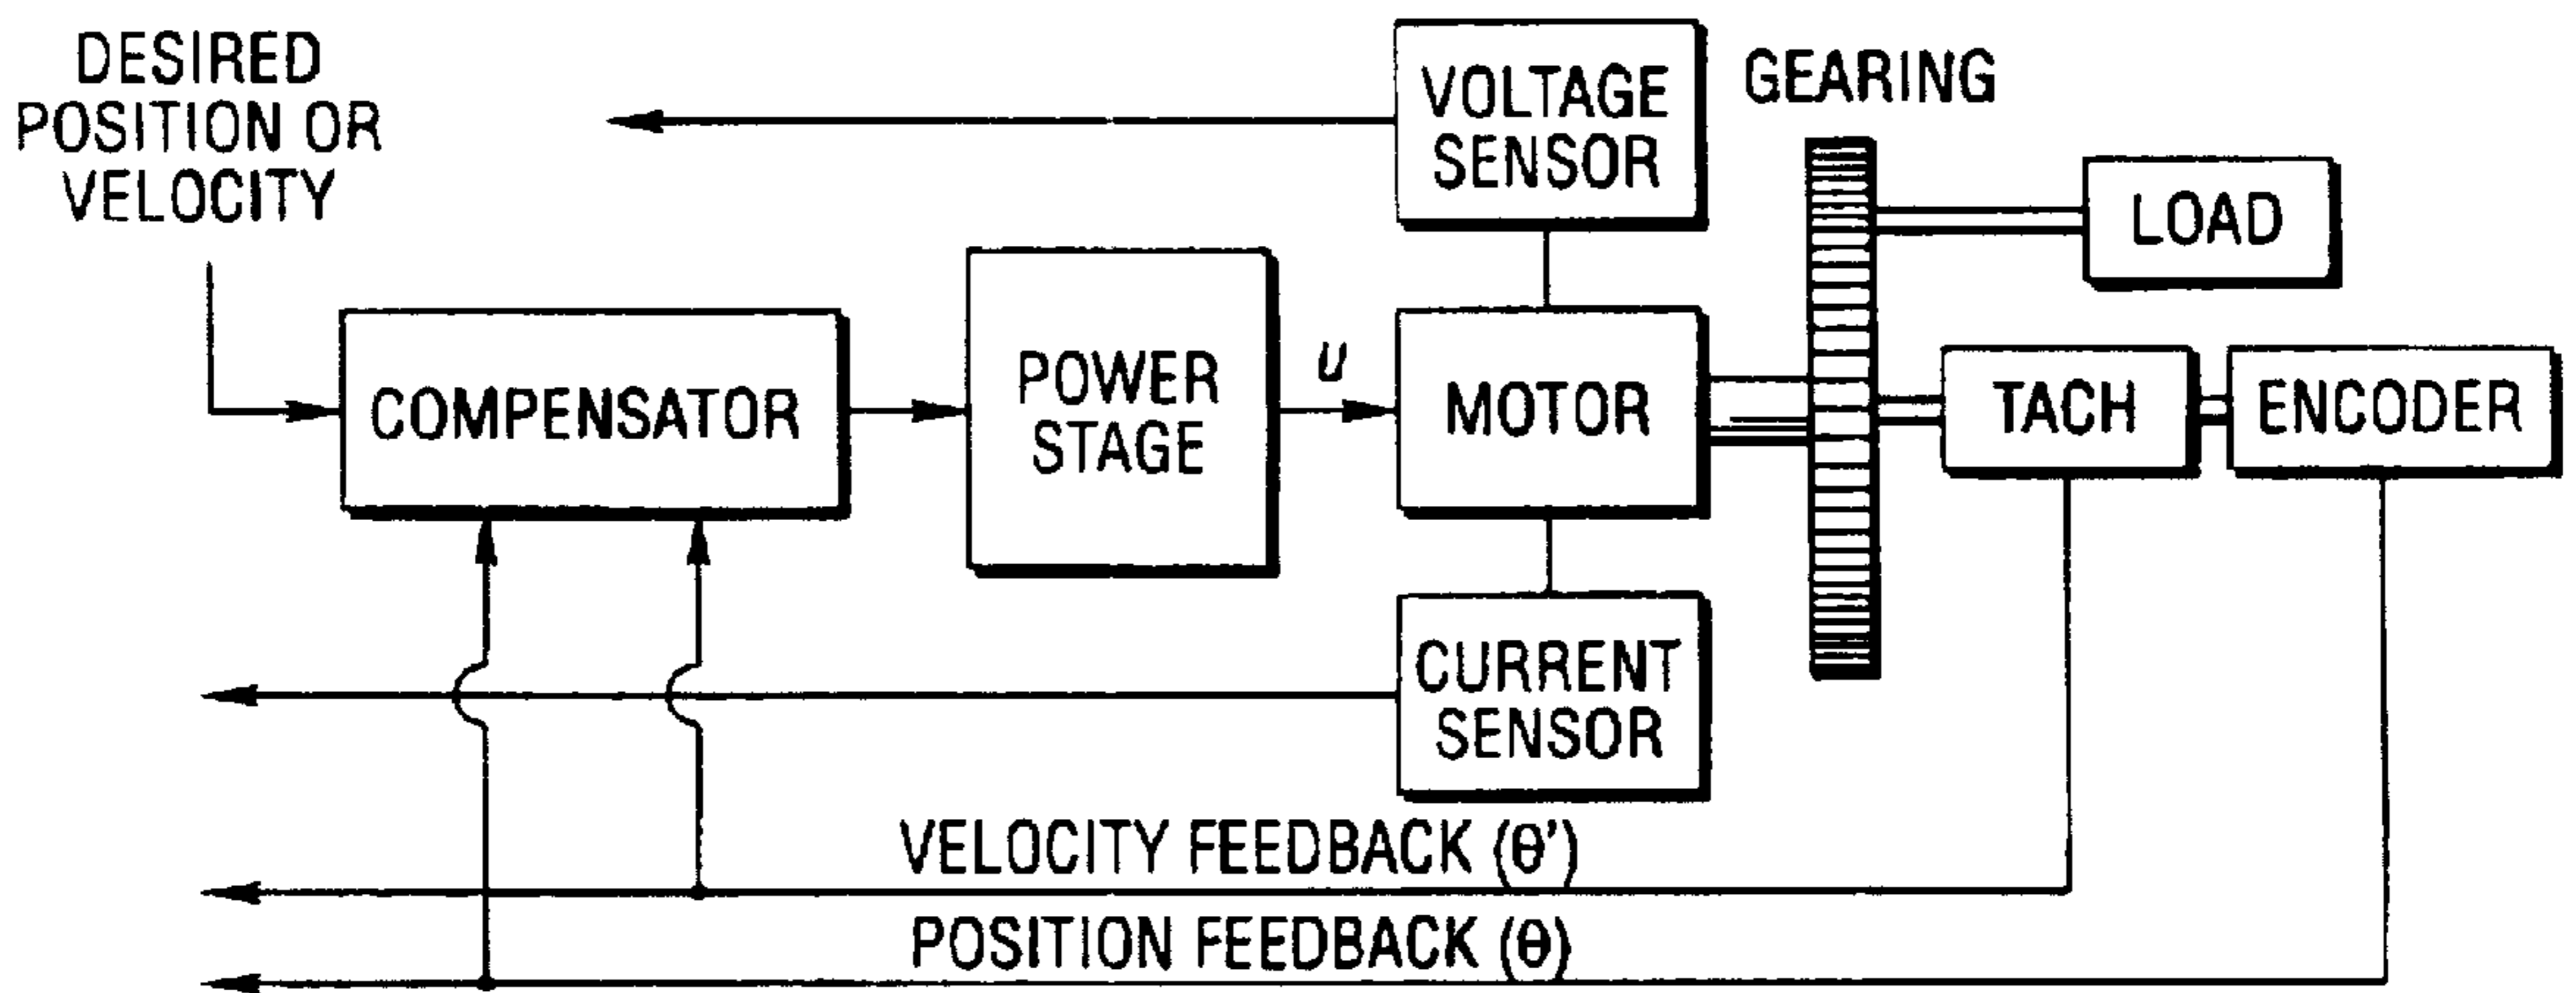 DESIRED
POSITION OR
VELOCITY
VOLTAGE
SENSOR
GEARING
LOAD
COMPENSATOR
POWER
STAGE
u
MOTOR
TACH
ENCODER
CURRENT
SENSOR
VELOCITY FEEDBACK (θ')
POSITION FEEDBACK (θ)